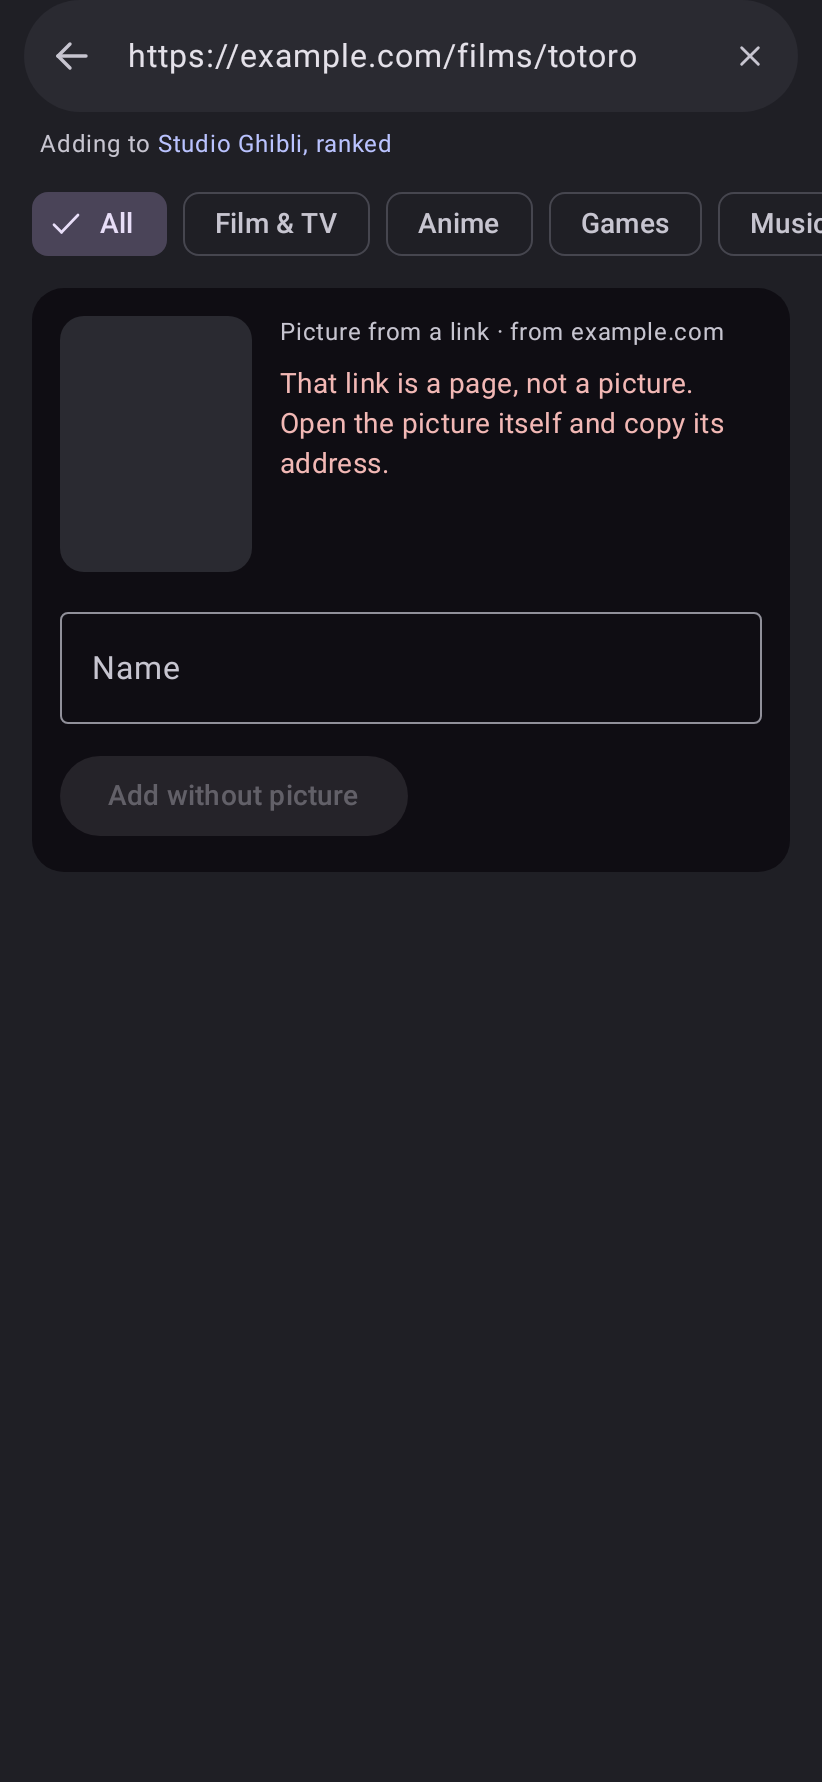 https://example.com/films/totoro
Adding to Studio Ghibli, ranked
All
Film & TV
Anime
Games
Music
Picture from a link · from example.com
That link is a page, not a picture.
Open the picture itself and copy its
address.
Name
Add without picture